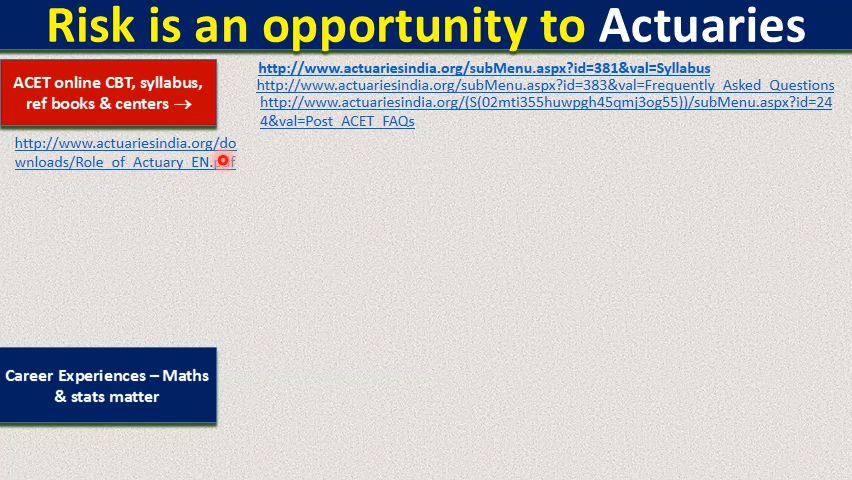 Risk is an opportunity to Actuaries
ACET online CBT, syllabus,
ref books & centers →
http://www.actuariesindia.org/subMenu.aspx?id=381&val=Syllabus
http://www.actuariesindia.org/subMenu.aspx?id=383&val=Frequently_Asked_Questions
http://www.actuariesindia.org/(S(02mti355huwpgh45qmj3og55))/subMenu.aspx?id=24
4&val=Post_ACET_FAQs
http://www.actuariesindia.org/do
wnloads/Role_of_Actuary_EN.pdf
Career Experiences – Maths
& stats matter